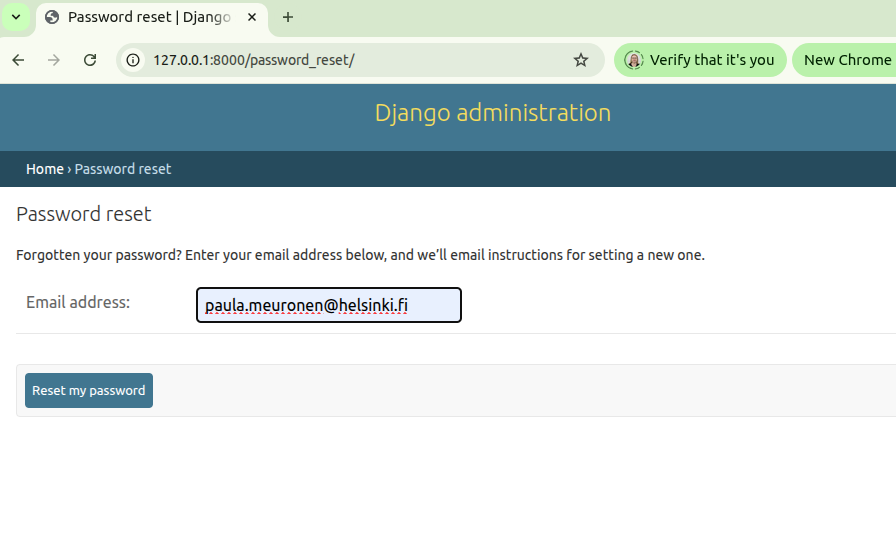 Password reset | Django
127.0.0.1:8000/password_reset/
Verify that it's you
New Chrome
Django administration
Home › Password reset
Password reset
Forgotten your password? Enter your email address below, and we'll email instructions for setting a new one.
Email address:
paula.meuronen@helsinki.fi
Reset my password